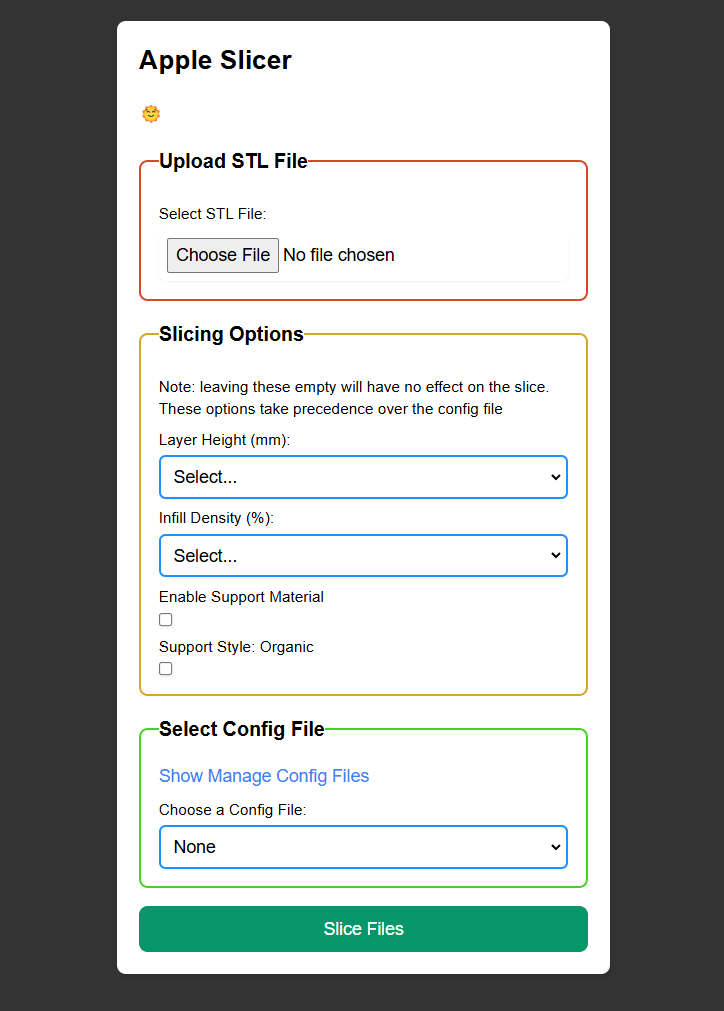 Apple Slicer
🌞
Upload STL File
Select STL File:
Choose File No file chosen
Slicing Options
Note: leaving these empty will have no effect on the slice.
These options take precedence over the config file
Layer Height (mm):
Select...
Infill Density (%):
Select...
Enable Support Material
Support Style: Organic
Select Config File
Show Manage Config Files
Choose a Config File:
None
Slice Files